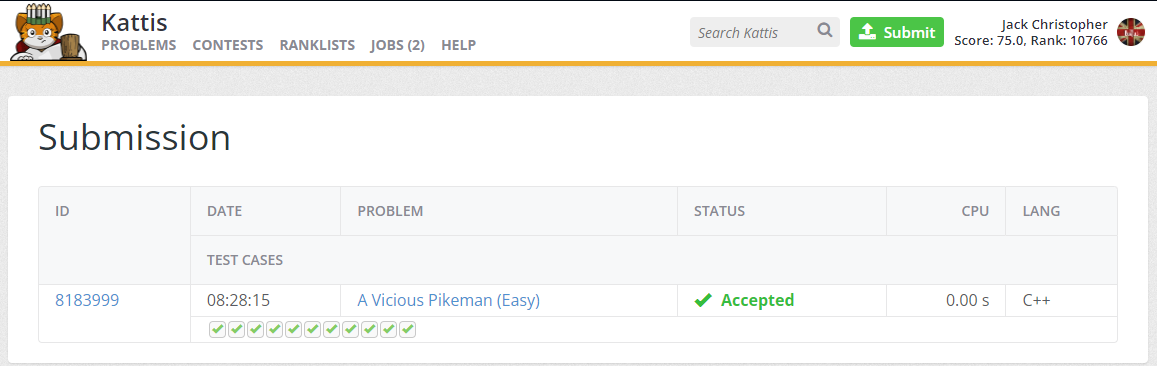 Kattis
PROBLEMS CONTESTS RANKLISTS JOBS (2) HELP
Search Kattis
Submit
Jack Christopher
Score: 75.0, Rank: 10766
Submission
ID DATE PROBLEM STATUS CPU LANG
TEST CASES
8183999 08:28:15 A Vicious Pikeman (Easy) Accepted 0.00 s C++